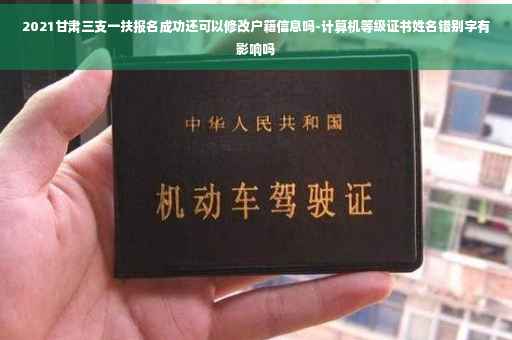 2021甘肃三支一扶报名成功还可以修改户籍信息吗-计算机等级证书姓名错别字有
影响吗
中华人民共和国
机动车驾驶证